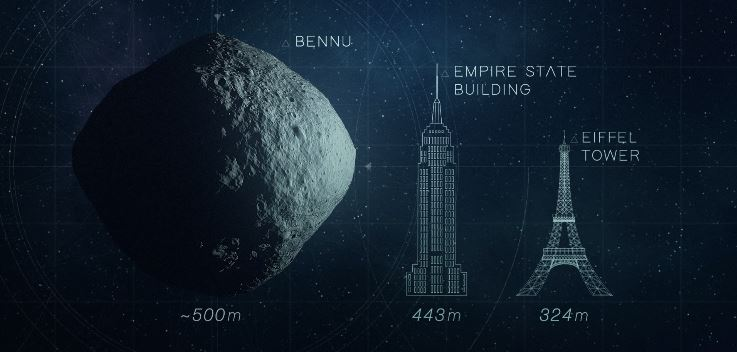 BENNU
EMPIRE STATE
BUILDING
EIFFEL
TOWER
~500m
443m
324m